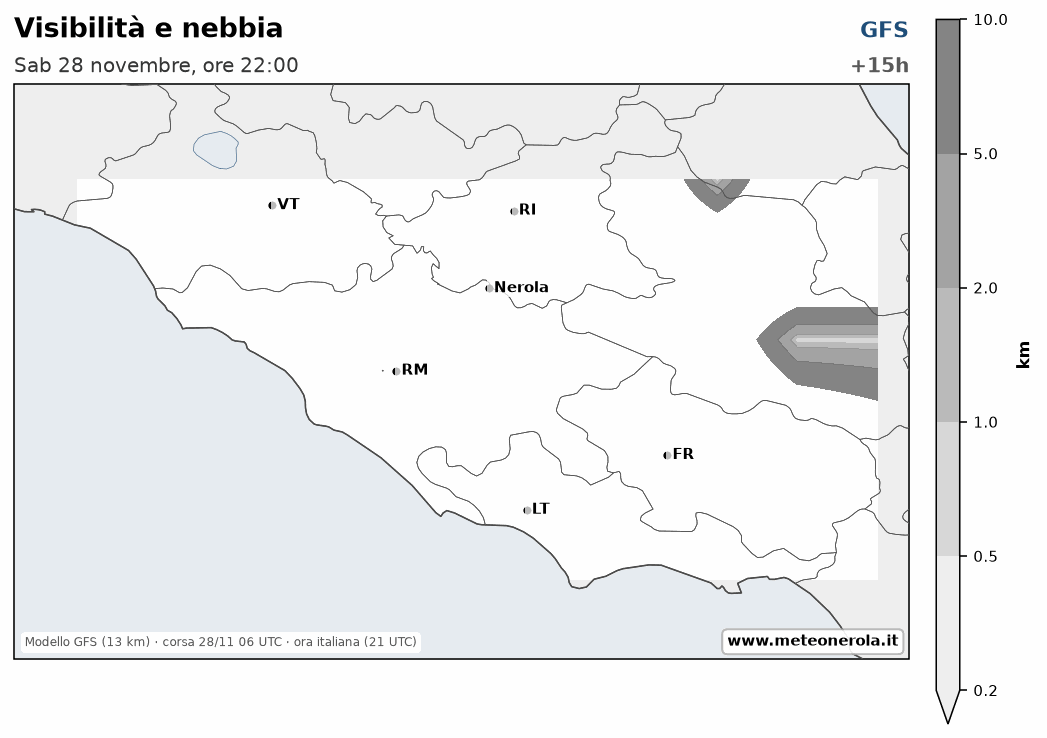 Visibilità e nebbia
GFS
Sab 28 novembre, ore 22:00
+15h
10.0
5.0
2.0
1.0
0.5
0.2
km
VT
RI
Nerola
RM
FR
LT
Modello GFS (13 km) · corsa 28/11 06 UTC · ora italiana (21 UTC)
www.meteonerola.it